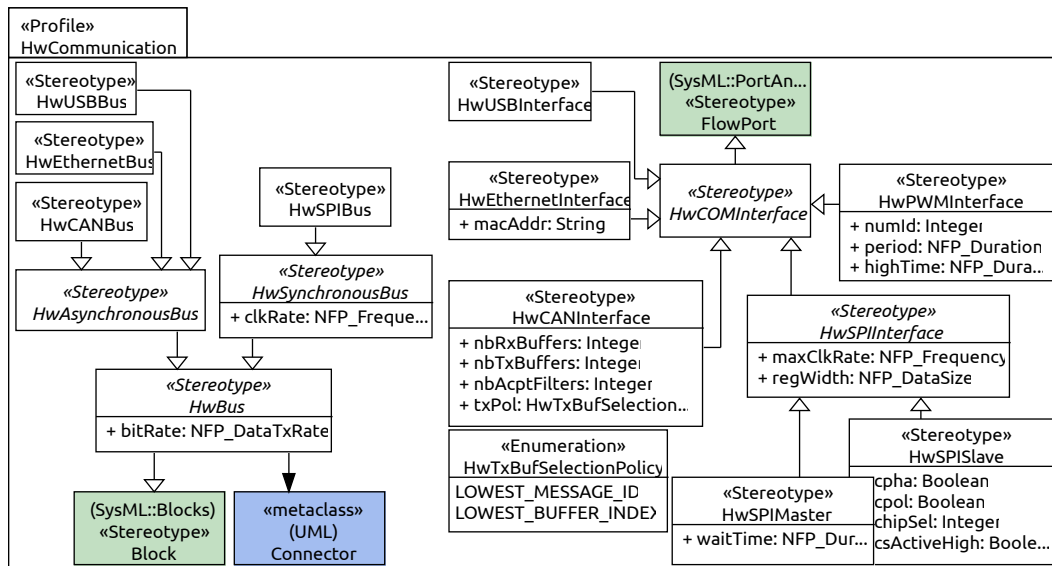 «Profile»
HwCommunication
«Stereotype»
HwUSBBus
«Stereotype»
HwEthernetBus
«Stereotype»
HwCANBus
«Stereotype»
HwSPIBus
«Stereotype»
HwAsynchronousBus
«Stereotype»
HwSynchronousBus
+ clkRate: NFP_Freque...
«Stereotype»
HwBus
+ bitRate: NFP_DataTxRate
(SysML::Blocks)
«Stereotype»
Block
«metaclass»
(UML)
Connector
«Stereotype»
HwUSBInterface
(SysML::PortAn...
«Stereotype»
FlowPort
«Stereotype»
HwEthernetInterface
+ macAddr: String
«Stereotype»
HwCOMInterface
«Stereotype»
HwPWMInterface
+ numId: Integer
+ period: NFP_Duration
+ highTime: NFP_Dura...
«Stereotype»
HwCANInterface
+ nbRxBuffers: Integer
+ nbTxBuffers: Integer
+ nbAcptFilters: Integer
+ txPol: HwTxBufSelection...
«Stereotype»
HwSPIInterface
+ maxClkRate: NFP_Frequency
+ regWidth: NFP_DataSize
«Enumeration»
HwTxBufSelectionPolicy
LOWEST_MESSAGE_ID
LOWEST_BUFFER_INDEX
«Stereotype»
HwSPIMaster
+ waitTime: NFP_Dur...
«Stereotype»
HwSPISlave
cpha: Boolean
cpol: Boolean
chipSel: Integer
csActiveHigh: Boole...